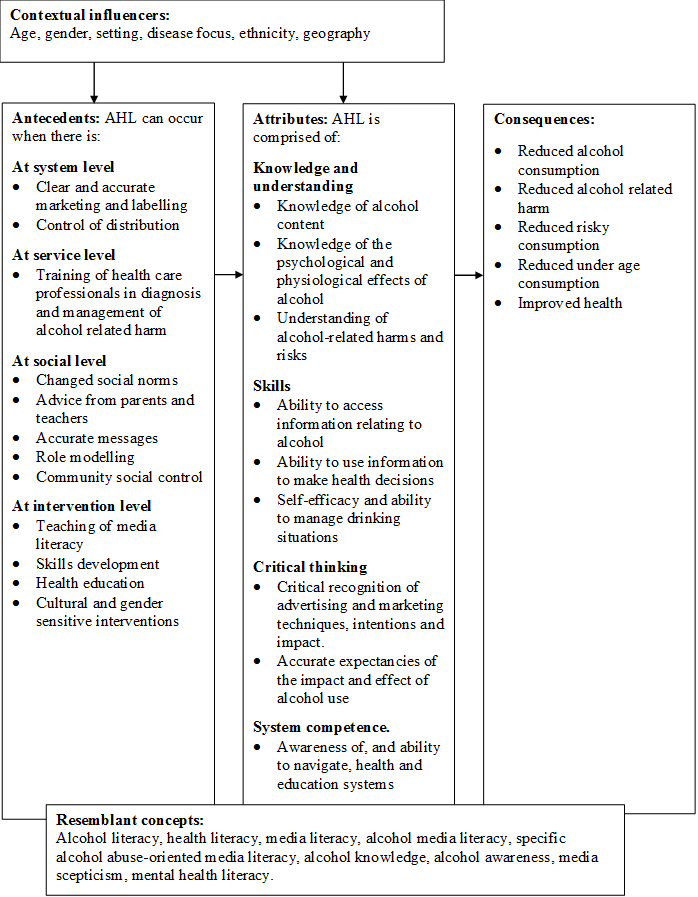 Contextual influencers:
Age, gender, setting, disease focus, ethnicity, geography
Antecedents: AHL can occur
when there is:
At system level
• Clear and accurate
marketing and labelling
• Control of distribution
At service level
• Training of health care
professionals in diagnosis
and management of
alcohol related harm
At social level
• Changed social norms
• Advice from parents and
teachers
• Accurate messages
• Role modelling
• Community social control
At intervention level
• Teaching of media
literacy
• Skills development
• Health education
• Cultural and gender
sensitive interventions
Attributes: AHL is
comprised of:
Knowledge and
understanding
• Knowledge of alcohol
content
• Knowledge of the
psychological and
physiological effects of
alcohol
• Understanding of
alcohol-related harms and
risks
Skills
• Ability to access
information relating to
alcohol
• Ability to use information
to make health decisions
• Self-efficacy and ability
to manage drinking
situations
Critical thinking
• Critical recognition of
advertising and marketing
techniques, intentions and
impact.
• Accurate expectancies of
the impact and effect of
alcohol use
System competence.
• Awareness of, and ability
to navigate, health and
education systems
Consequences:
• Reduced alcohol
consumption
• Reduced alcohol related
harm
• Reduced risky
consumption
• Reduced under age
consumption
• Improved health
Resemblant concepts:
Alcohol literacy, health literacy, media literacy, alcohol media literacy, specific
alcohol abuse-oriented media literacy, alcohol knowledge, alcohol awareness, media
scepticism, mental health literacy.